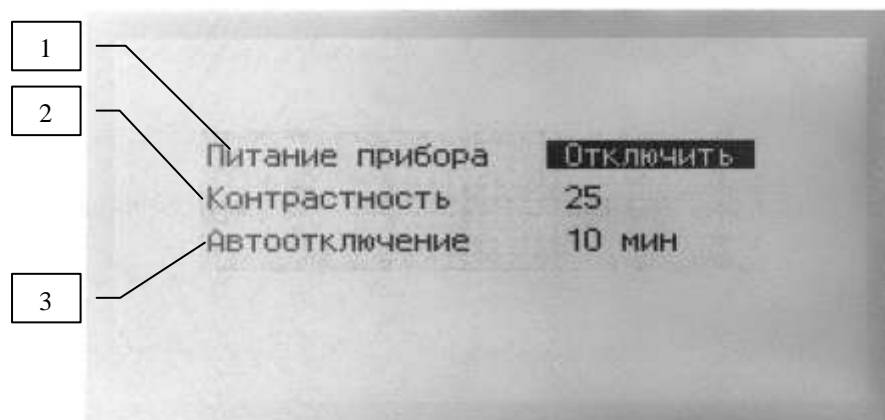 1
2
Питание прибора Отключить
Контрастность 25
Автоотключение 10 мин
3